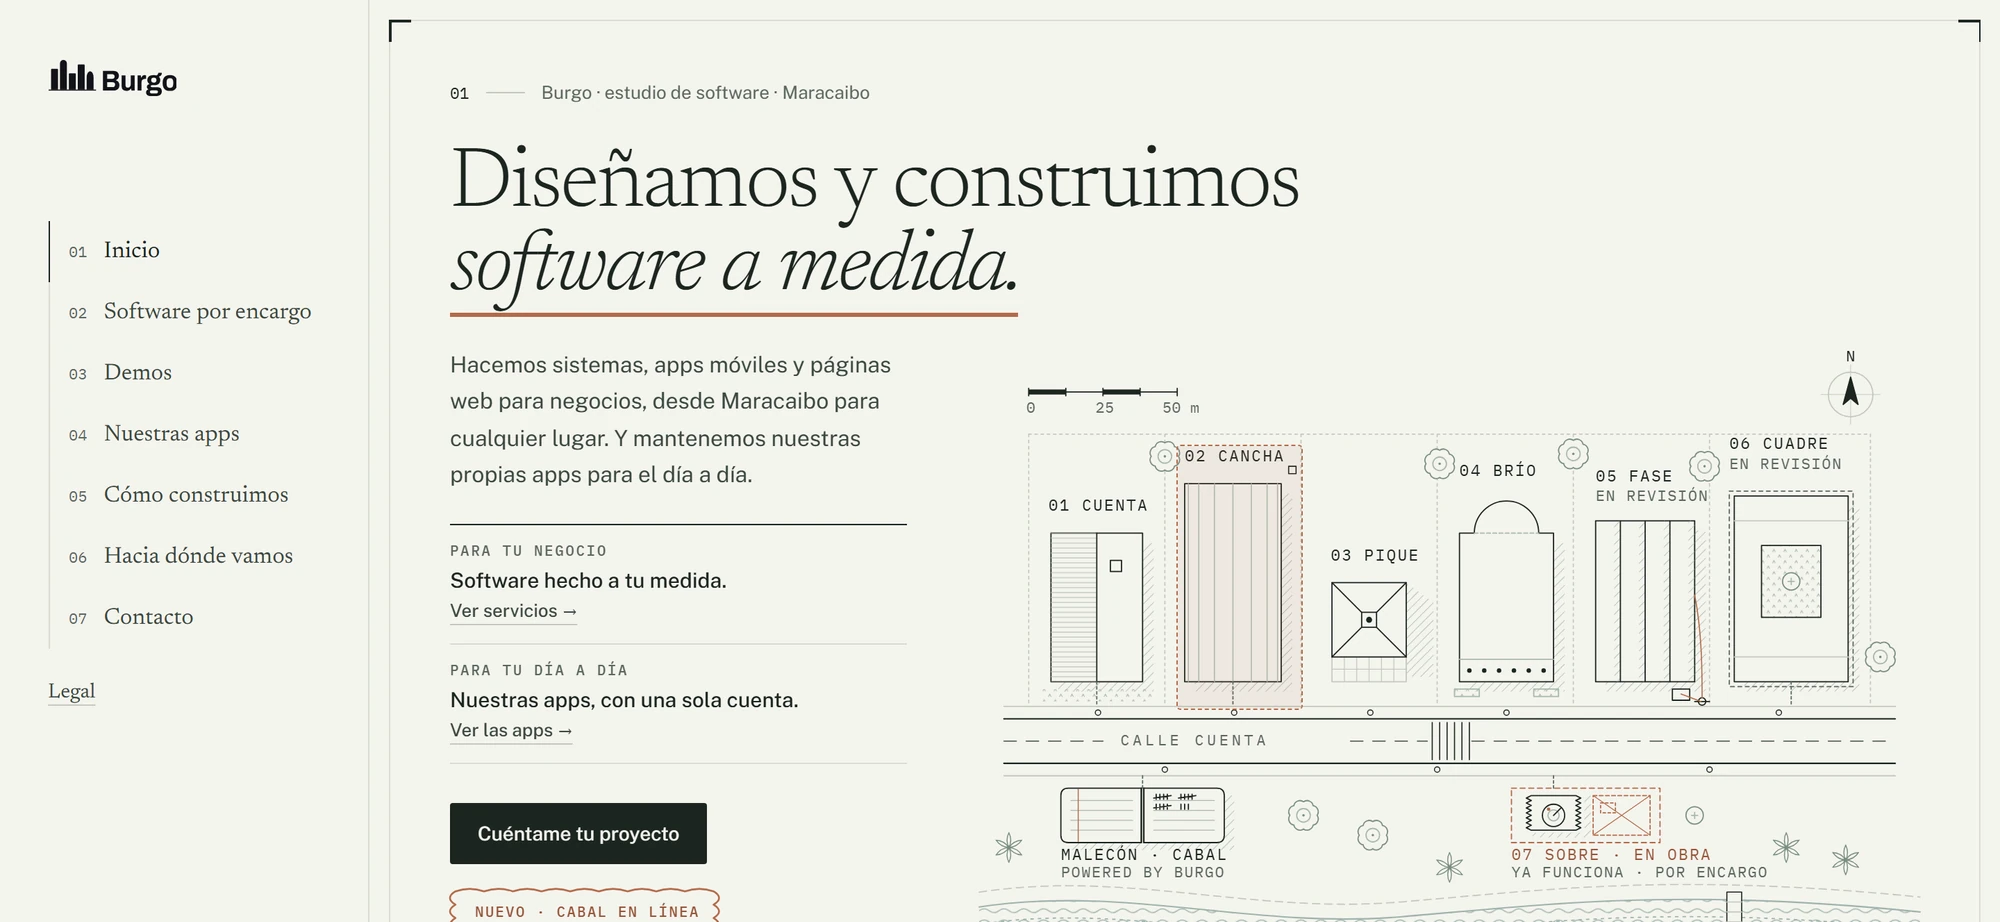 Burgo
01 Inicio
02 Software por encargo
03 Demos
04 Nuestras apps
05 Cómo construimos
06 Hacia dónde vamos
07 Contacto
Legal
01 Burgo · estudio de software · Maracaibo
Diseñamos y construimos
software a medida.
Hacemos sistemas, apps móviles y páginas
web para negocios, desde Maracaibo para
cualquier lugar. Y mantenemos nuestras
propias apps para el día a día.
PARA TU NEGOCIO
Software hecho a tu medida.
Ver servicios →
PARA TU DÍA A DÍA
Nuestras apps, con una sola cuenta.
Ver las apps →
Cuéntame tu proyecto
NUEVO · CABAL EN LÍNEA
N
0 25 50 m
01 CUENTA
02 CANCHA
03 PIQUE
04 BRÍO
05 FASE
EN REVISIÓN
06 CUADRE
EN REVISIÓN
CALLE CUENTA
MALECÓN · CABAL
POWERED BY BURGO
07 SOBRE · EN OBRA
YA FUNCIONA · POR ENCARGO